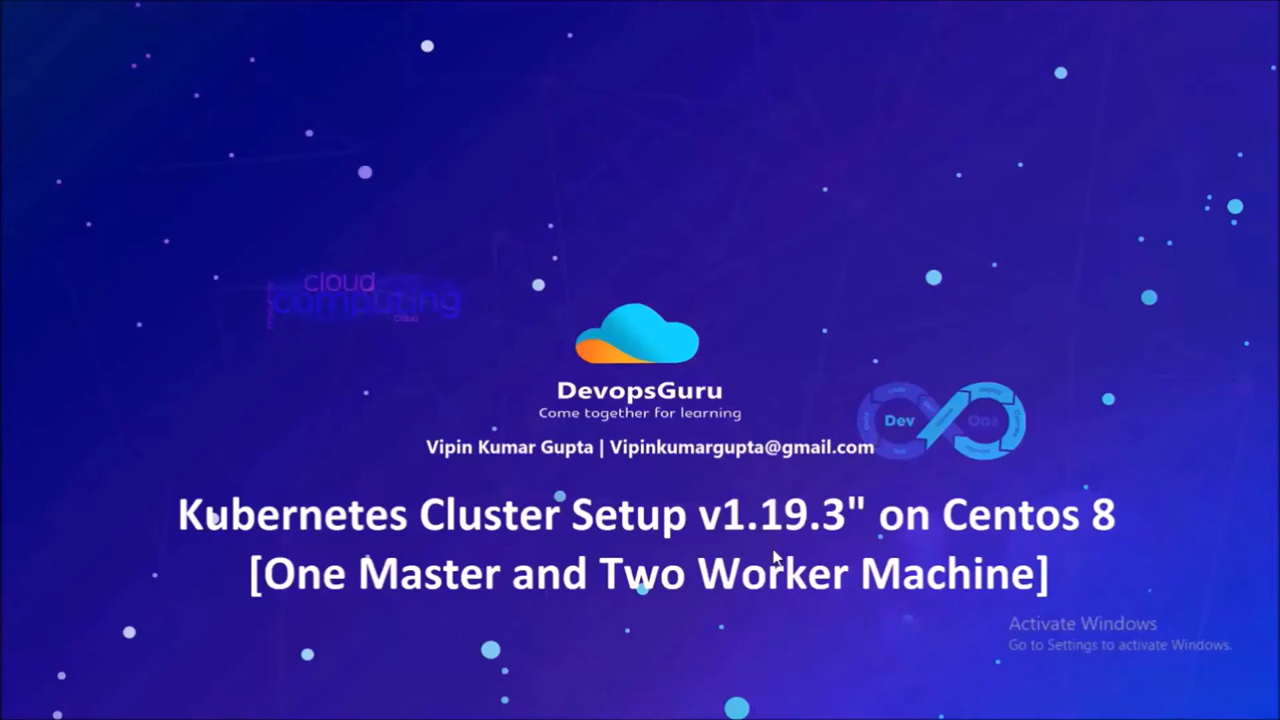 cloud
computing
cloud
DevopsGuru
Come together for learning
Dev
Ops
Vipin Kumar Gupta | Vipinkumargupta@gmail.com
Kubernetes Cluster Setup v1.19.3" on Centos 8
[One Master and Two Worker Machine]
Activate Windows
Go to Settings to activate Windows.